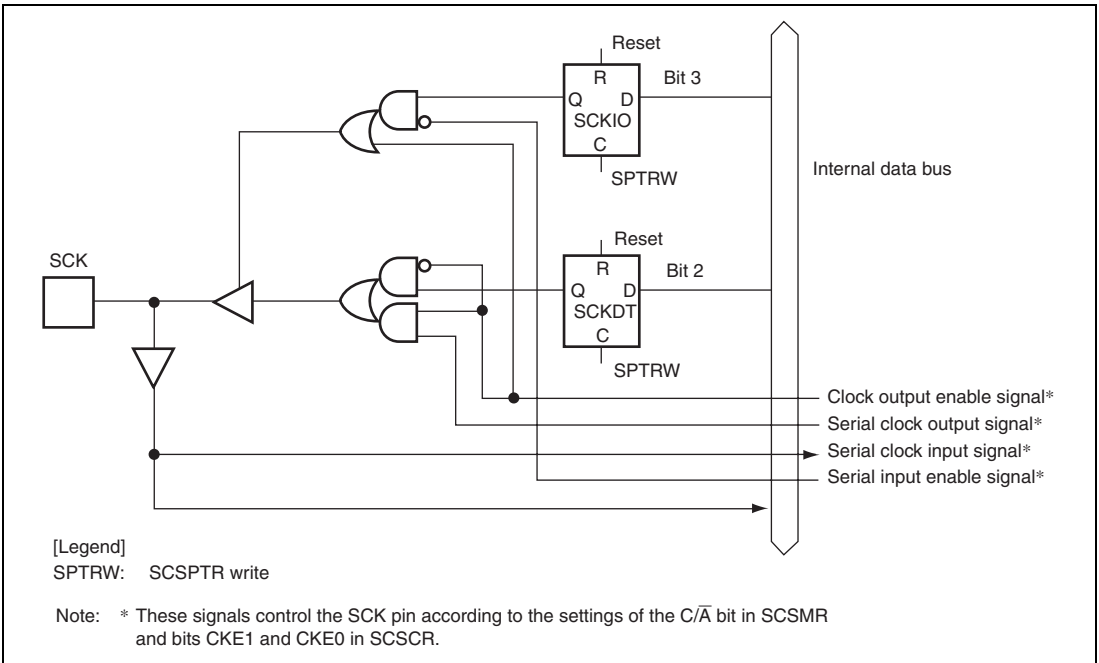 Reset
R
Bit 3
Q D
SCKIO
C
SPTRW
Internal data bus
Reset
R
Bit 2
Q D
SCKDT
C
SPTRW
SCK
Clock output enable signal*
Serial clock output signal*
Serial clock input signal*
Serial input enable signal*
[Legend]
SPTRW: SCSPTR write
Note: * These signals control the SCK pin according to the settings of the C/A̅ bit in SCSMR
and bits CKE1 and CKE0 in SCSCR.